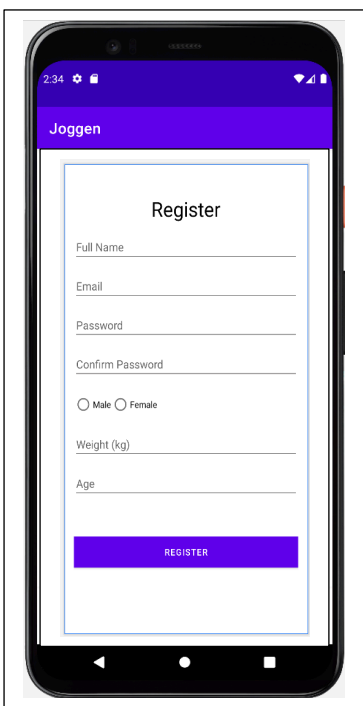 2:34
Joggen
Register
Full Name
Email
Password
Confirm Password
Male Female
Weight (kg)
Age
REGISTER